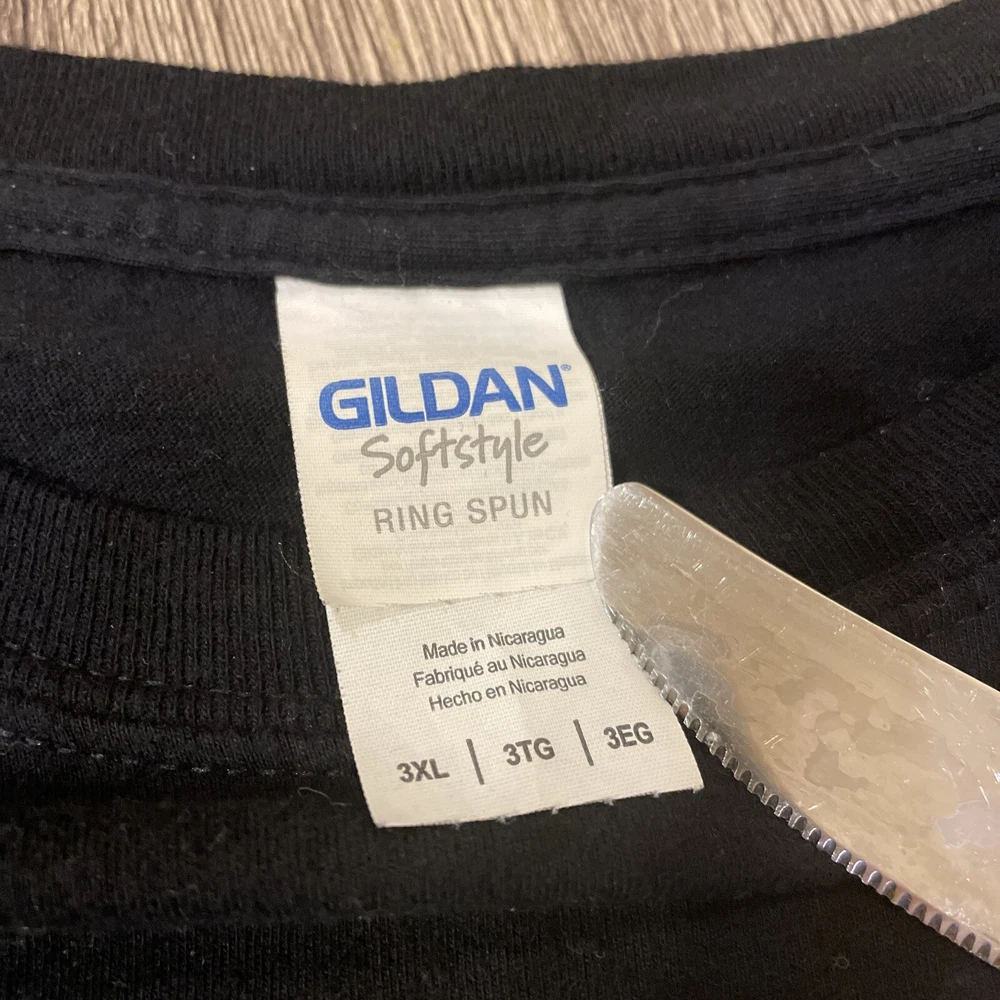 GILDAN®
Softstyle
RING SPUN
Made in Nicaragua
Fabriqué au Nicaragua
Hecho en Nicaragua
3XL | 3TG | 3EG